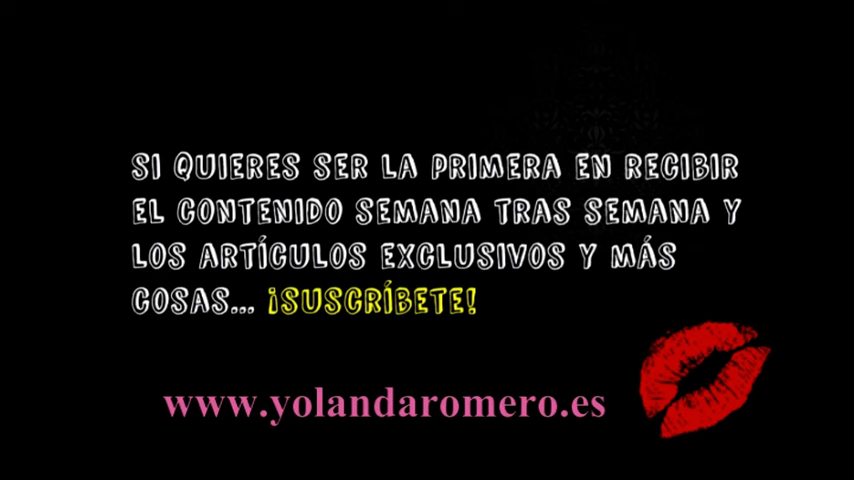 SI QUIERES SER LA PRIMERA EN RECIBIR
EL CONTENIDO SEMANA TRAS SEMANA Y
LOS ARTÍCULOS EXCLUSIVOS Y MÁS
COSAS... ¡SUSCRÍBETE!
www.yolandaromero.es